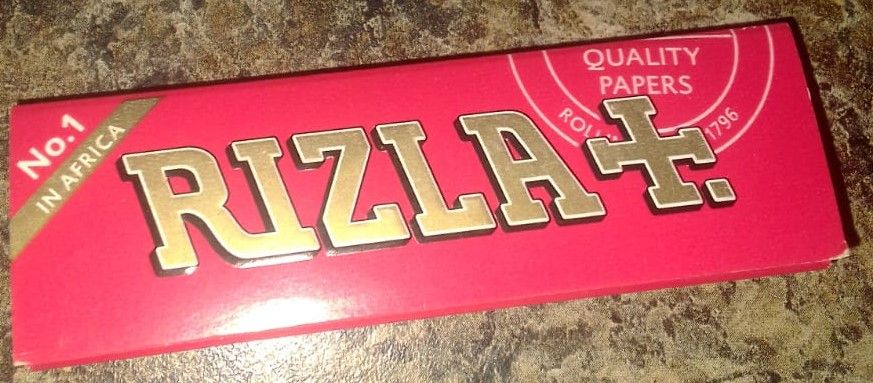 No.1
IN AFRICA
QUALITY
PAPERS
1796
RIZLA+.